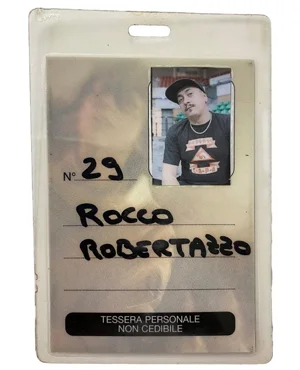 N° 29
ROCCO
ROBERTAZZO
TESSERA PERSONALE
NON CEDIBILE